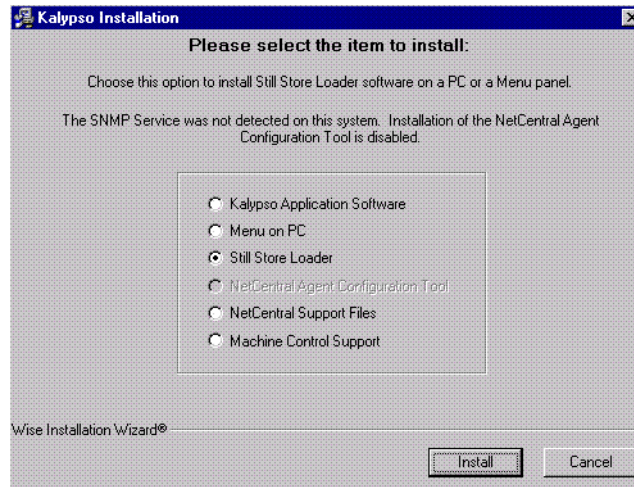 Kalypso Installation
Please select the item to install:
Choose this option to install Still Store Loader software on a PC or a Menu panel.
The SNMP Service was not detected on this system.  Installation of the NetCentral Agent
Configuration Tool is disabled.
Kalypso Application Software
Menu on PC
Still Store Loader
NetCentral Agent Configuration Tool
NetCentral Support Files
Machine Control Support
Wise Installation Wizard®
Install
Cancel